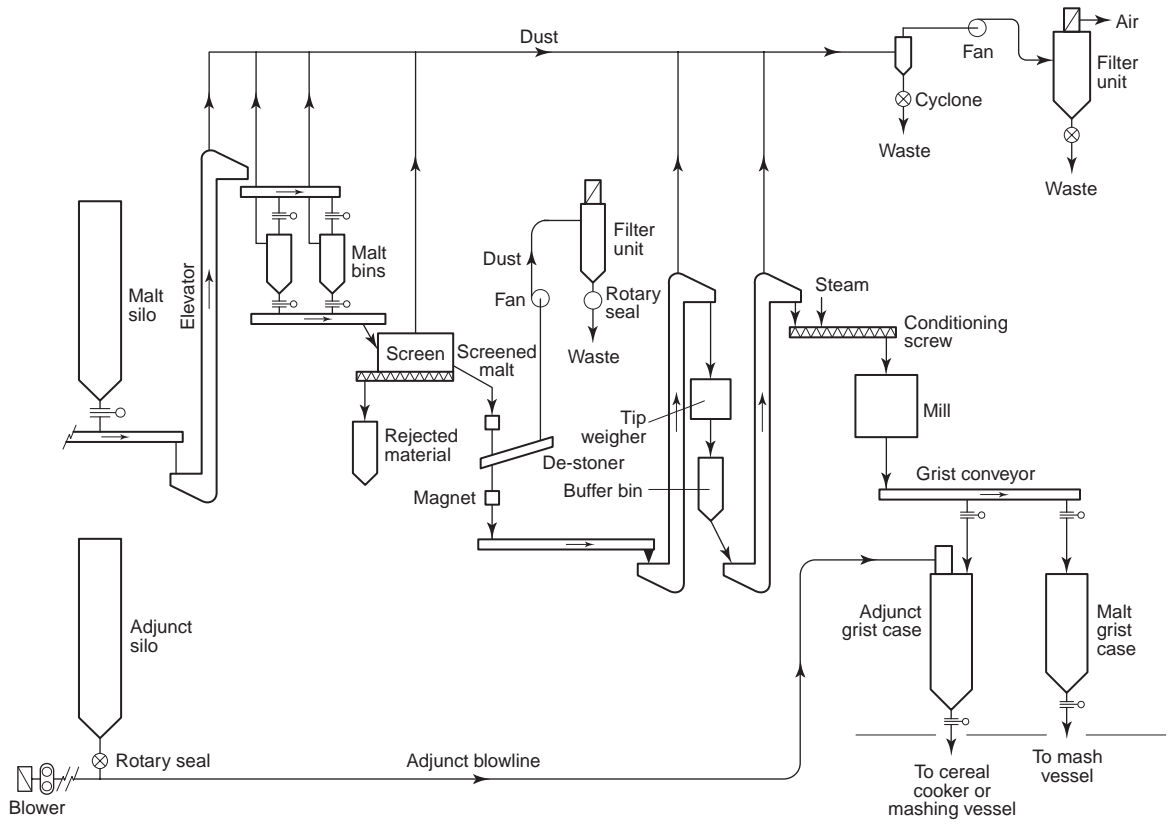 Dust
Air
Fan
Filter
unit
Cyclone
Waste
Waste
Malt
silo
Elevator
Malt
bins
Dust
Filter
unit
Fan
Rotary
seal
Waste
Screen
Screened
malt
Steam
Conditioning
screw
Mill
Tip
weigher
Rejected
material
De-stoner
Magnet
Buffer bin
Grist conveyor
Adjunct
silo
Adjunct
grist case
Malt
grist
case
Rotary seal
Adjunct blowline
Blower
To cereal
cooker or
mashing vessel
To mash
vessel